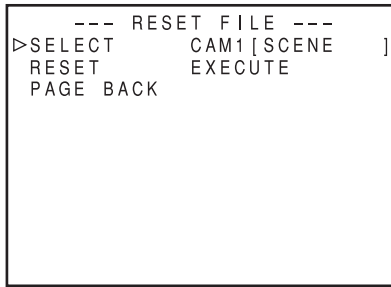 --- RESET FILE ---
▷SELECT CAM1[SCENE ]
RESET EXECUTE
PAGE BACK